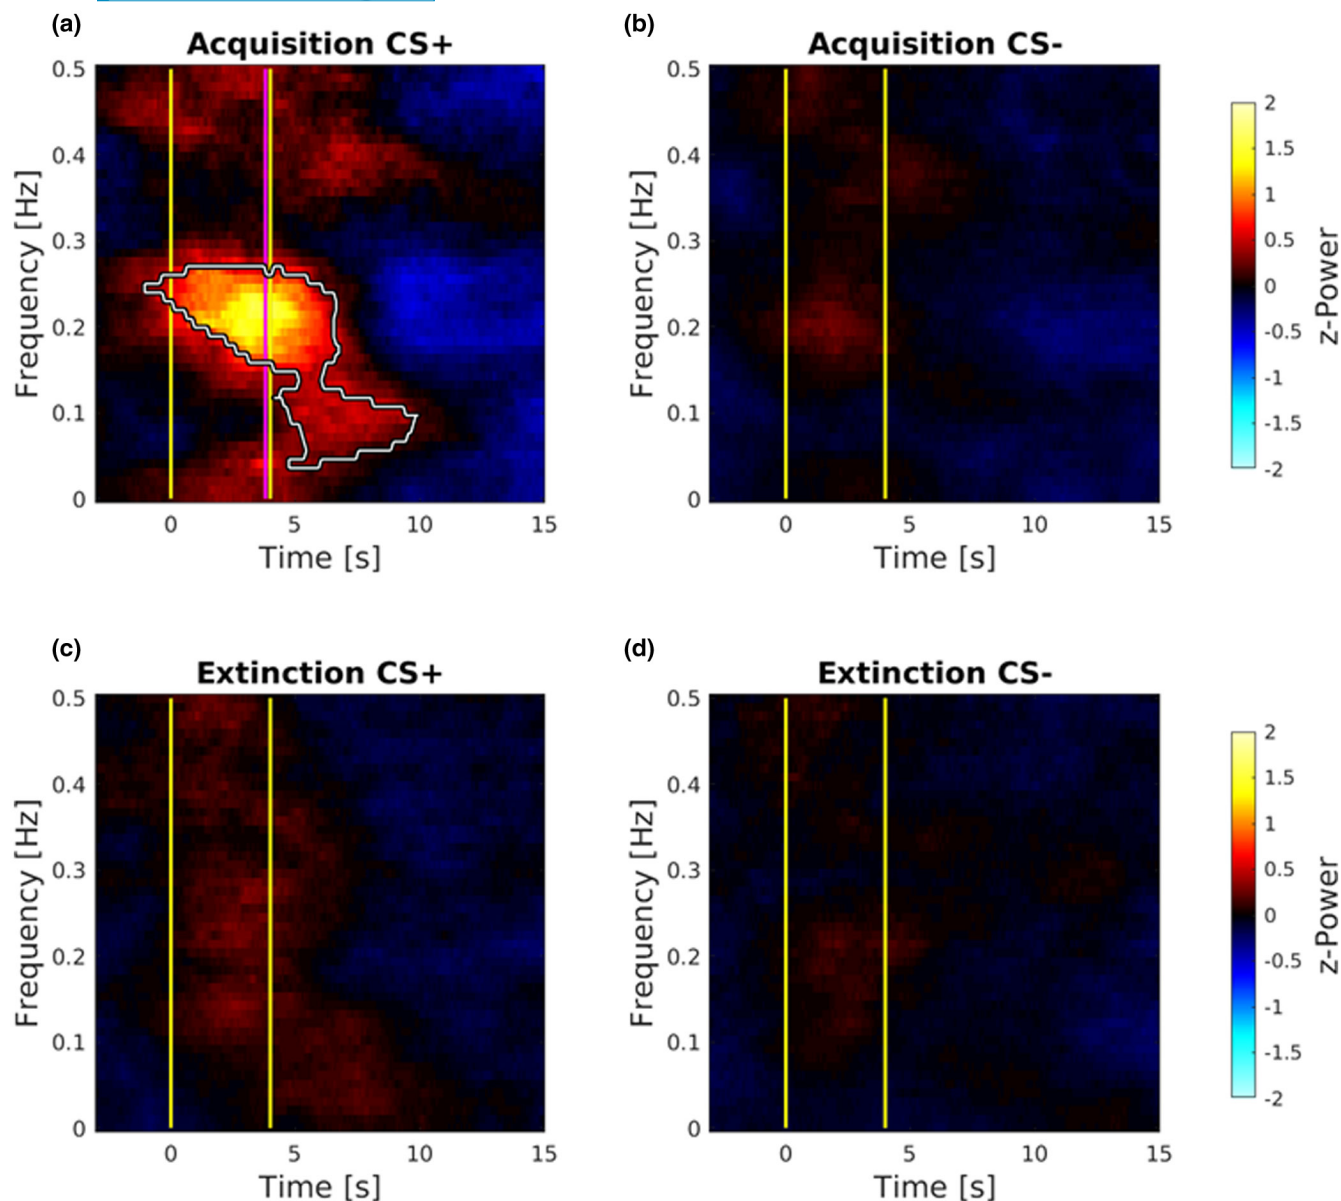 (a)
Acquisition CS+
0.5
0.4
0.3
0.2
0.1
0
Frequency [Hz]
0 5 10 15
Time [s]
(b)
Acquisition CS-
0.5
0.4
0.3
0.2
0.1
0
Frequency [Hz]
0 5 10 15
Time [s]
2
1.5
1
0.5
0
-0.5
-1
-1.5
-2
z-Power
(c)
Extinction CS+
0.5
0.4
0.3
0.2
0.1
0
Frequency [Hz]
0 5 10 15
Time [s]
(d)
Extinction CS-
0.5
0.4
0.3
0.2
0.1
0
Frequency [Hz]
0 5 10 15
Time [s]
2
1.5
1
0.5
0
-0.5
-1
-1.5
-2
z-Power